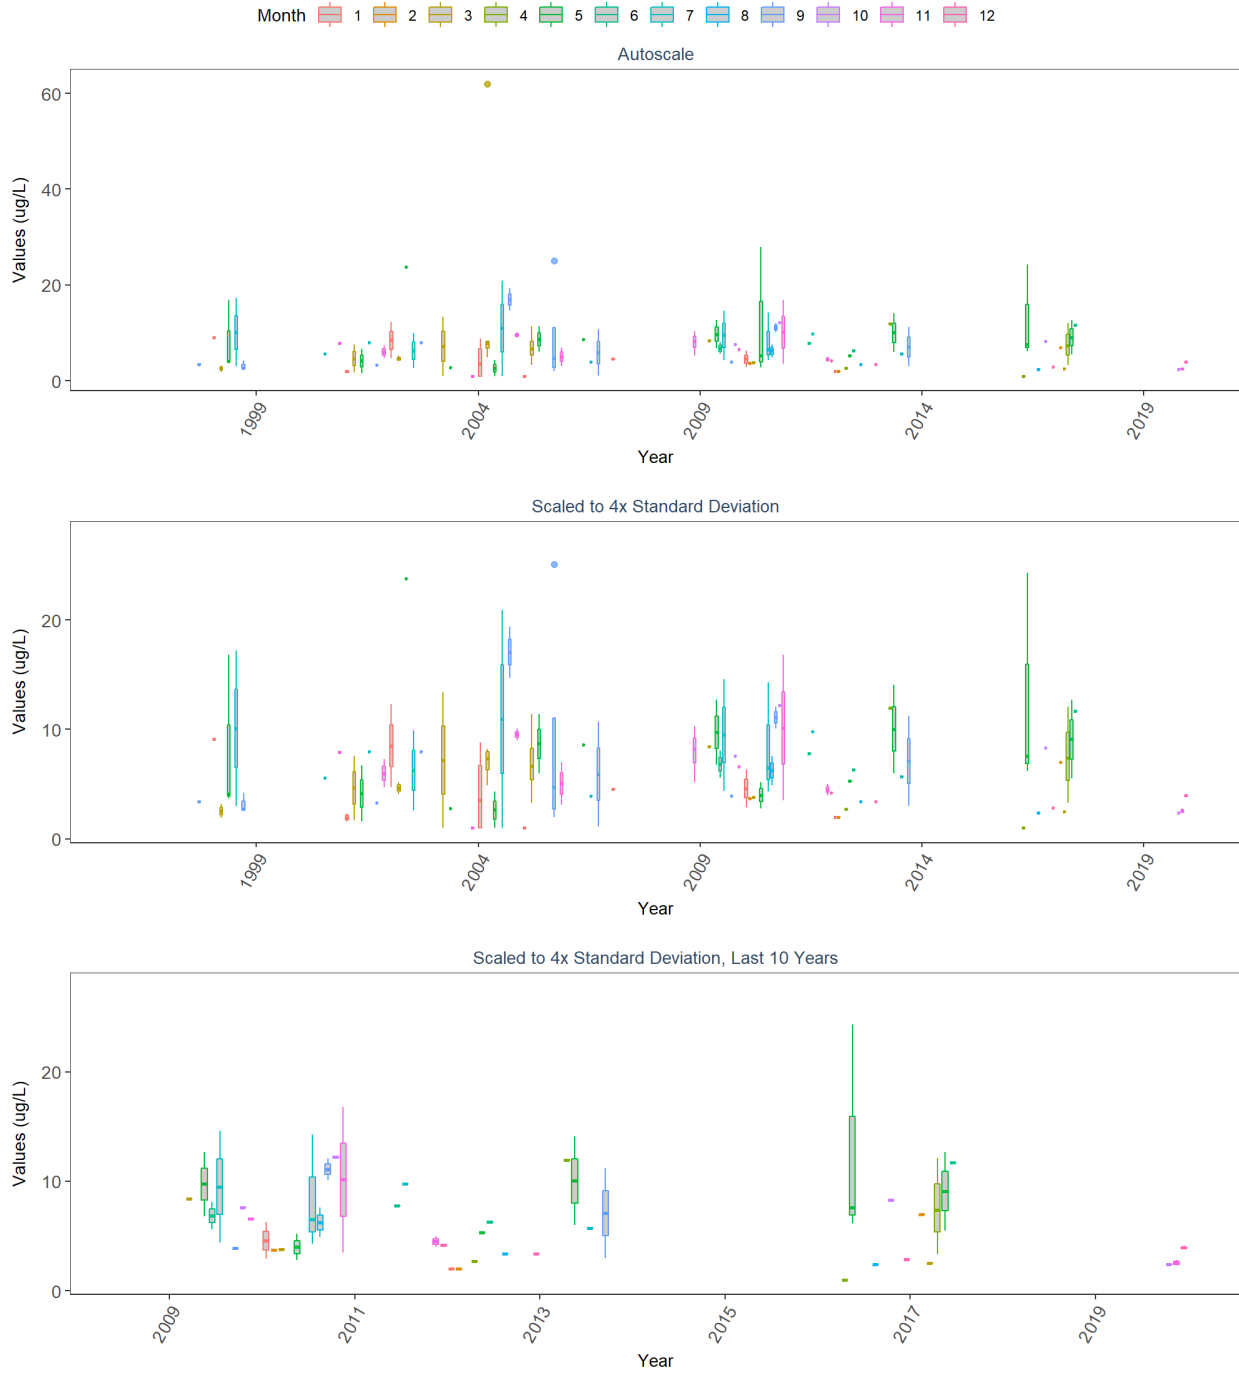 Month 1 2 3 4 5 6 7 8 9 10 11 12
Autoscale
Values (ug/L)
60
40
20
0
1999 2004 2009 2014 2019
Year
Scaled to 4x Standard Deviation
Values (ug/L)
20
10
0
1999 2004 2009 2014 2019
Year
Scaled to 4x Standard Deviation, Last 10 Years
Values (ug/L)
20
10
0
2009 2011 2013 2015 2017 2019
Year